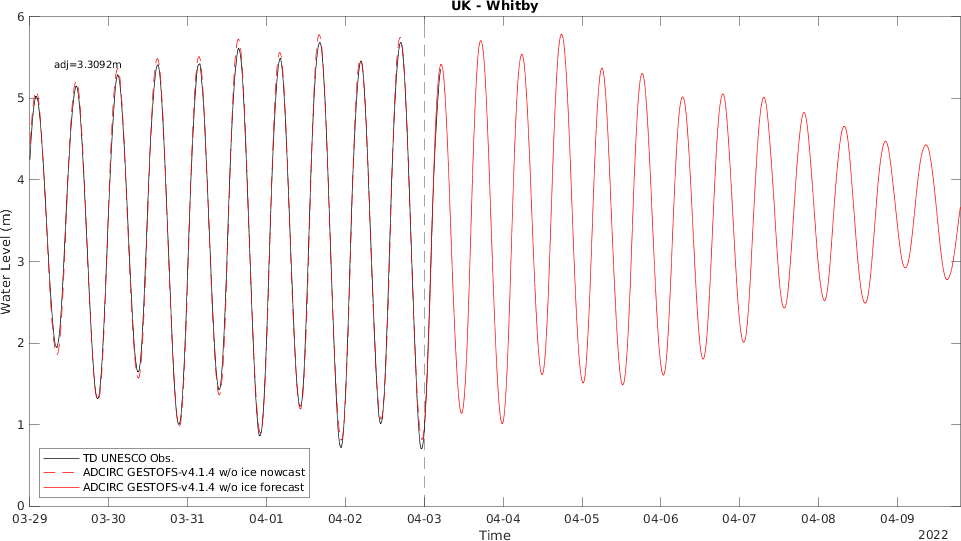 UK - Whitby
6
adj=3.3092m
5
4
3
2
1
0
Water Level (m)
TD UNESCO Obs.
ADCIRC GESTOFS-v4.1.4 w/o ice nowcast
ADCIRC GESTOFS-v4.1.4 w/o ice forecast
03-29 03-30 03-31 04-01 04-02 04-03 04-04 04-05 04-06 04-07 04-08 04-09
Time
2022